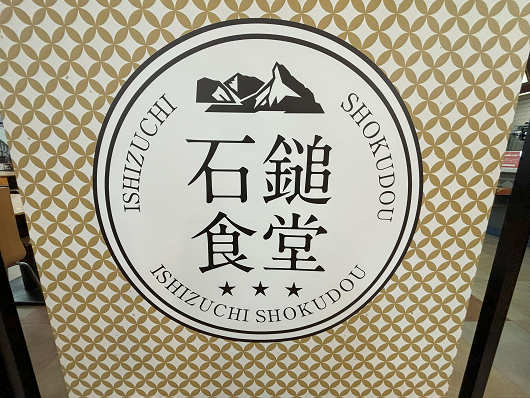 ISHIZUCHI
SHOKUDOU
石鎚
食堂
★★★
ISHIZUCHI SHOKUDOU